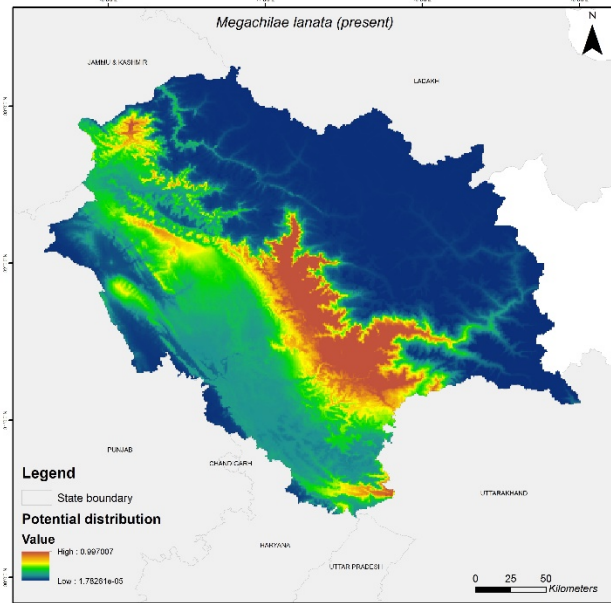 Megachilae lanata (present)
N
JAMMU & KASHMIR
LADAKH
PUNJAB
CHANDIGARH
UTTARAKHAND
HARYANA
UTTAR PRADESH
Legend
State boundary
Potential distribution
Value
High : 0.997007
Low : 1.78261e-05
0 25 50
Kilometers